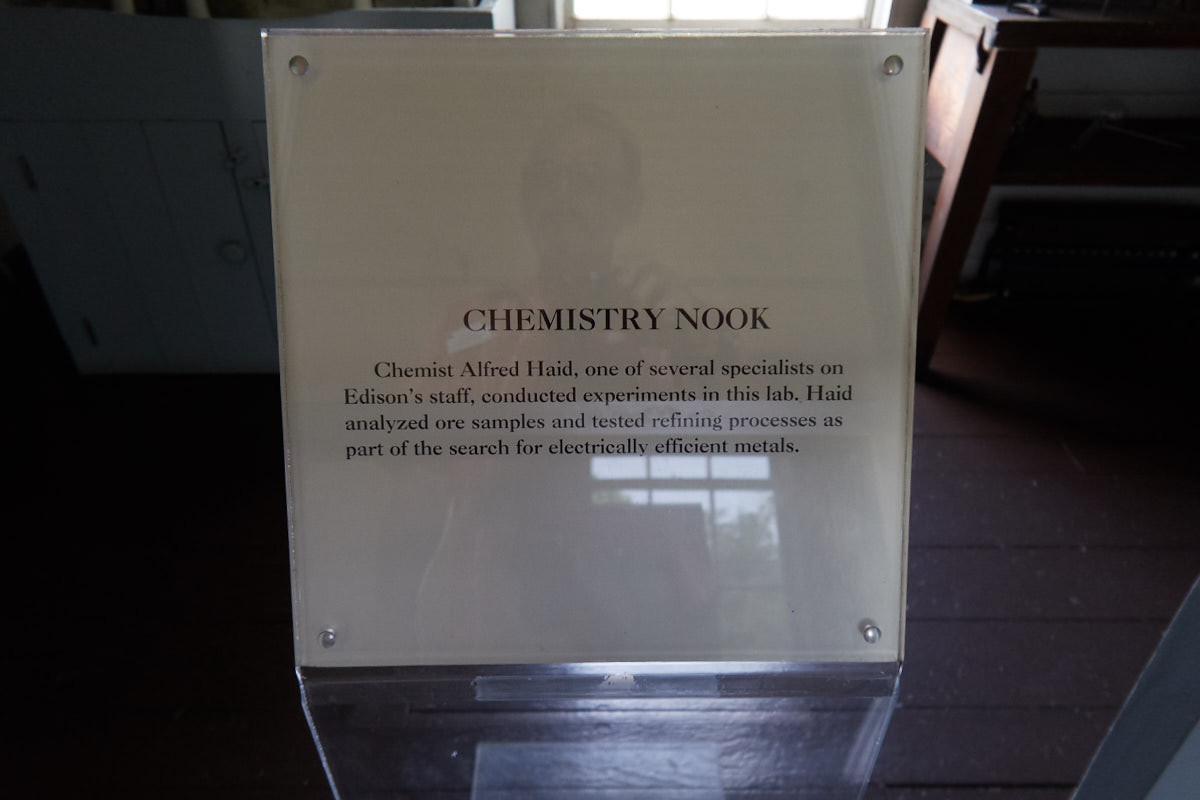 CHEMISTRY NOOK
Chemist Alfred Haid, one of several specialists on
Edison's staff, conducted experiments in this lab. Haid
analyzed ore samples and tested refining processes as
part of the search for electrically efficient metals.